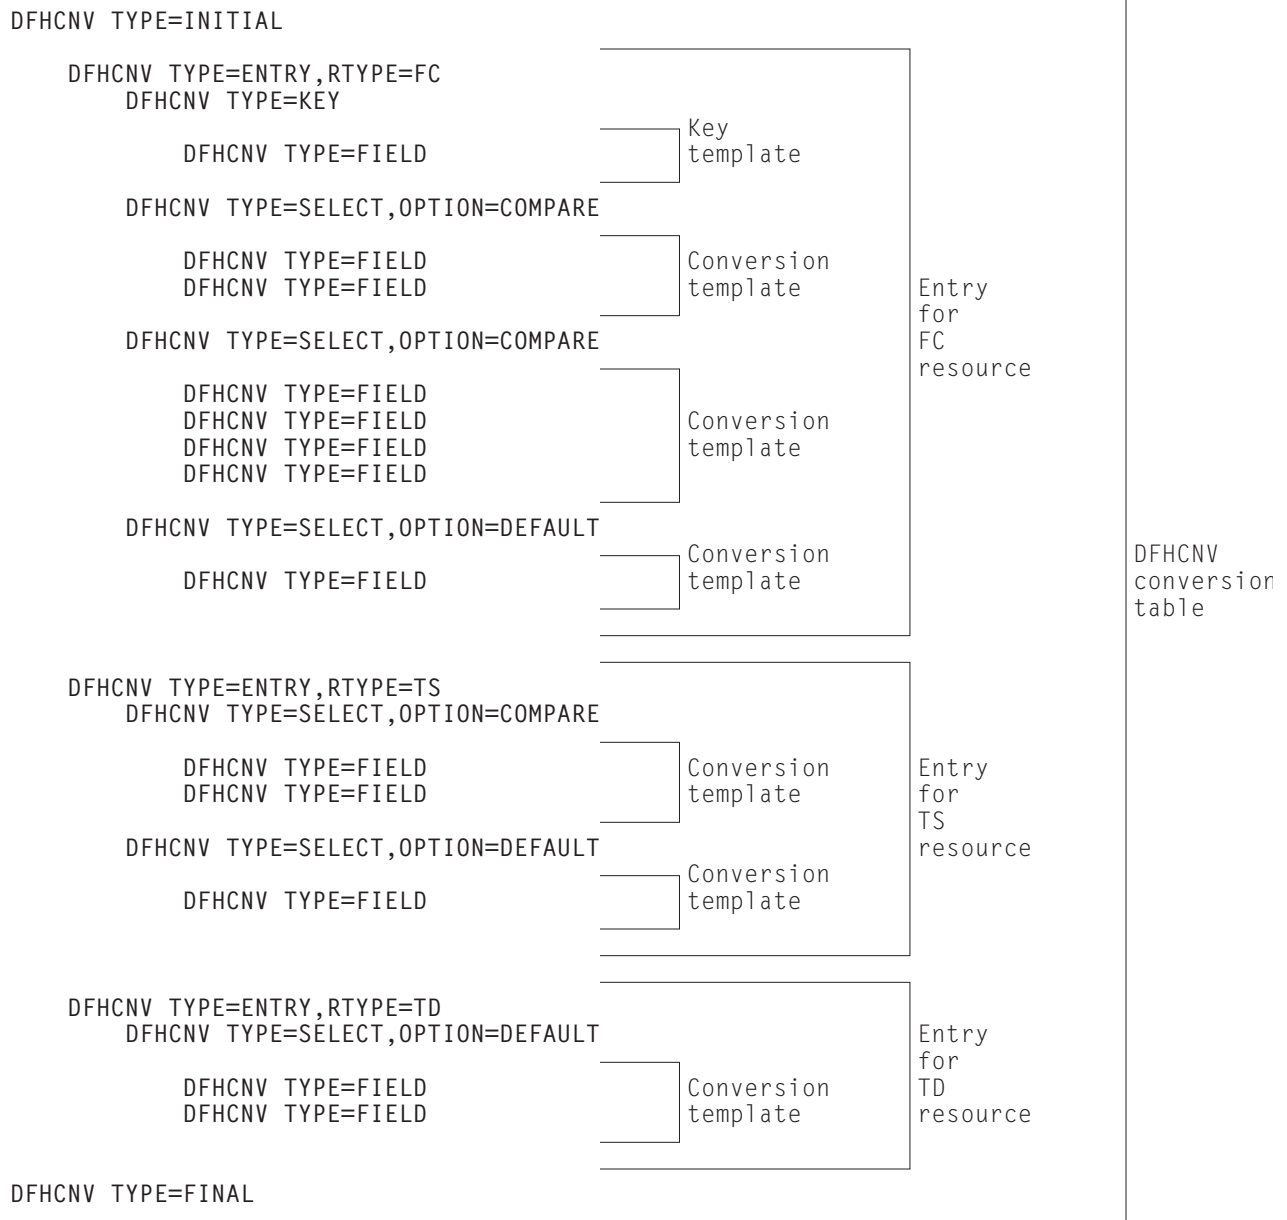 DFHCNV TYPE=INITIAL
DFHCNV TYPE=ENTRY,RTYPE=FC
DFHCNV TYPE=KEY
Key
DFHCNV TYPE=FIELD template
DFHCNV TYPE=SELECT,OPTION=COMPARE
DFHCNV TYPE=FIELD Conversion
DFHCNV TYPE=FIELD template Entry
for
DFHCNV TYPE=SELECT,OPTION=COMPARE FC
resource
DFHCNV TYPE=FIELD
DFHCNV TYPE=FIELD Conversion
DFHCNV TYPE=FIELD template
DFHCNV TYPE=FIELD
DFHCNV TYPE=SELECT,OPTION=DEFAULT
Conversion DFHCNV
DFHCNV TYPE=FIELD template conversion
table
DFHCNV TYPE=ENTRY,RTYPE=TS
DFHCNV TYPE=SELECT,OPTION=COMPARE
DFHCNV TYPE=FIELD Conversion Entry
DFHCNV TYPE=FIELD template for
TS
DFHCNV TYPE=SELECT,OPTION=DEFAULT resource
Conversion
DFHCNV TYPE=FIELD template
DFHCNV TYPE=ENTRY,RTYPE=TD
DFHCNV TYPE=SELECT,OPTION=DEFAULT Entry
for
DFHCNV TYPE=FIELD Conversion TD
DFHCNV TYPE=FIELD template resource
DFHCNV TYPE=FINAL